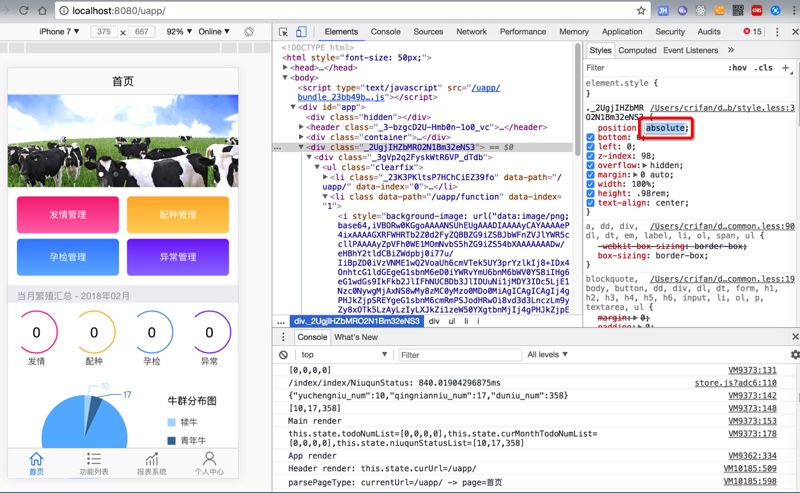 localhost:8080/uapp/
iPhone 7 ▼ 375 × 667 92% ▼ Online ▼
Elements Console Sources Network Performance Memory Application Security Audits 15
首页
发情管理 配种管理
孕检管理 异常管理
当月繁殖汇总 - 2018年02月
0 0 0 0
发情 配种 孕检 异常
10
17
牛群分布图
犊牛
青年牛
首页 功能列表 报表系统 个人中心
<!DOCTYPE html>
<html style="font-size: 50px;">
<head>…</head>
<body>
<script type="text/javascript" src="/uapp/
bundle_23bb49b….js"></script>
<div id="app">
<div class="hidden"></div>
<header class="_3-bzgcD2U-Hmb0n-1o0_vc">…</header>
<div class="container">…</div>
<div class="_2UgjIHZbMRO2N1Bm32eNS3"> == $0
<div class="_3gVp2q2FyskWtR6VP_dTdb">
<ul class="clearfix">
<li class="_23K3PKltsP7HChCiEZ39fo" data-path="/
uapp/" data-index="0">…</li>
<li class data-path="/uapp/function" data-index=
"1">
<i style="background-image: url("data:image/png;
div._2UgjIHZbMRO2N1Bm32eNS3 div ul li i
Styles Computed Event Listeners »
Filter :hov .cls +
element.style {
}
._2UgjIHZbMR /Users/crifan/d…b/style.less:3
O2N1Bm32eNS3 {
position: absolute;
bottom: 0;
left: 0;
z-index: 98;
overflow: hidden;
margin: 0 auto;
width: 100%;
height: .98rem;
text-align: center;
}
a, dd, div, /Users/crifan/d…common.less:90
dl, dt, em, label, li, ol, span, ul {
-webkit-box-sizing: border-box;
box-sizing: border-box;
}
blockquote, /Users/crifan/d…common.less:19
body, button, dd, div, dl, dt, form, h1,
h2, h3, h4, h5, h6, input, li, ol, p,
textarea, ul {
margin: 0;
padding: 0;
Console What's New
top ▼ Filter All levels ▼
[0,0,0,0] VM9373:131
/index/index/NiuqunStatus: 840.01904296875ms store.js?adc6:110
{"yuchengniu_num":10,"qingnianniu_num":17,"duniu_num":358} VM9373:142
[10,17,358] VM9373:148
Main render VM9373:153
this.state.todoNumList=[0,0,0,0],this.state.curMonthTodoNumList= VM9373:178
[0,0,0,0],this.state.niuqunStatusList=[10,17,358]
App render VM9362:334
Header render: this.state.curUrl=/uapp/ VM10185:509
parsePageType: currentUrl=/uapp/ -> page=首页 VM10185:598